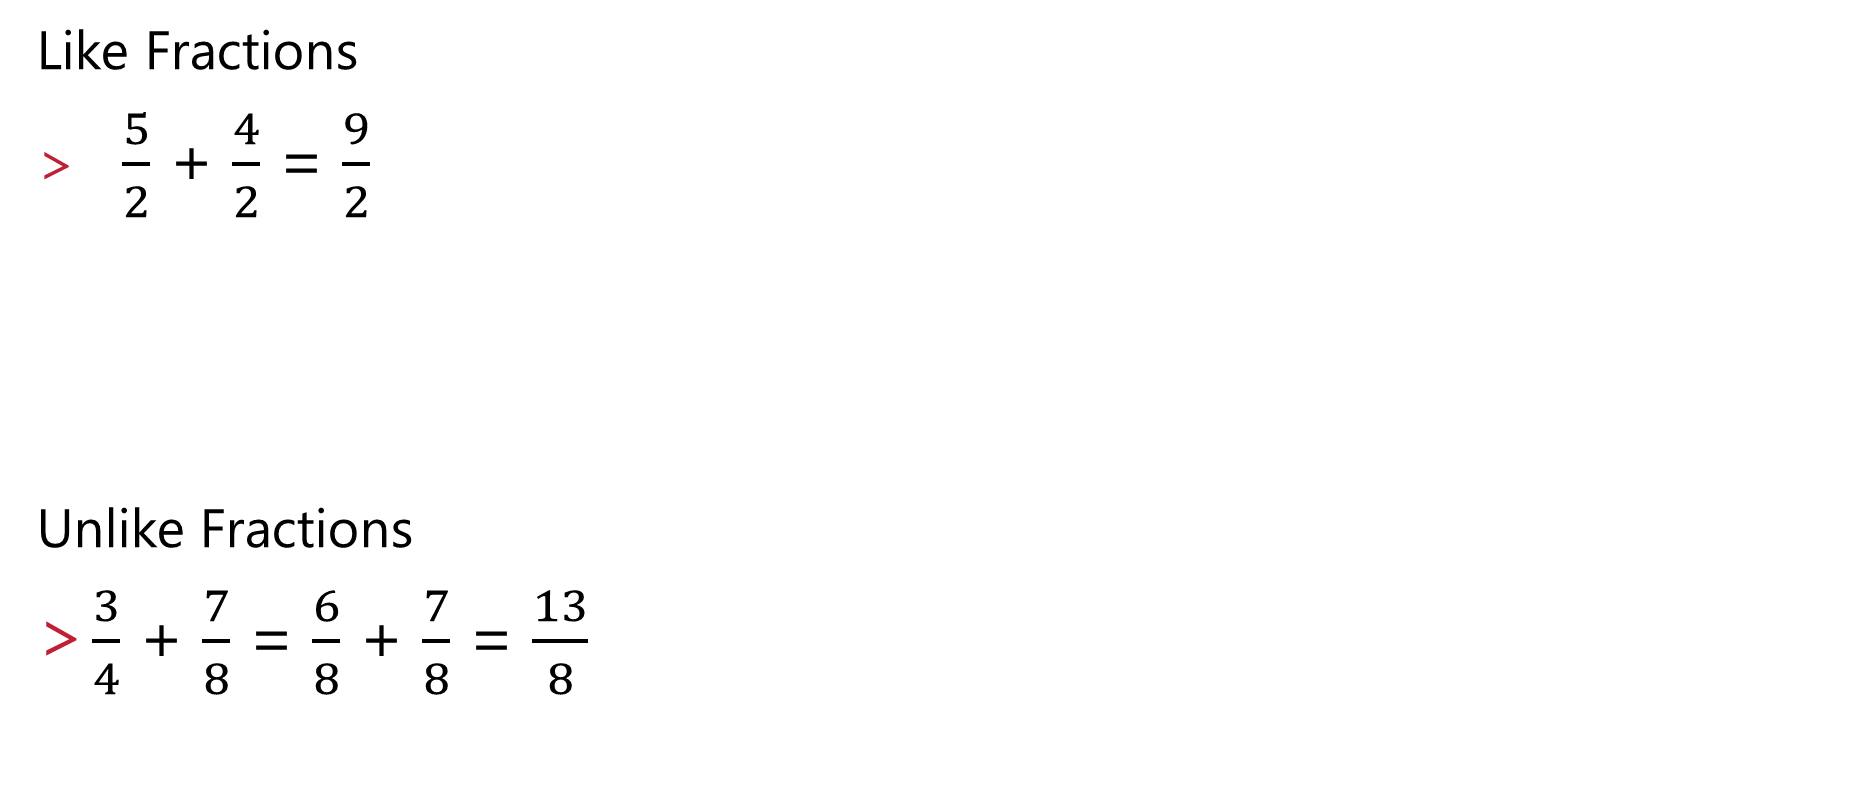 Like Fractions
> 5/2 + 4/2 = 9/2
Unlike Fractions
> 3/4 + 7/8 = 6/8 + 7/8 = 13/8